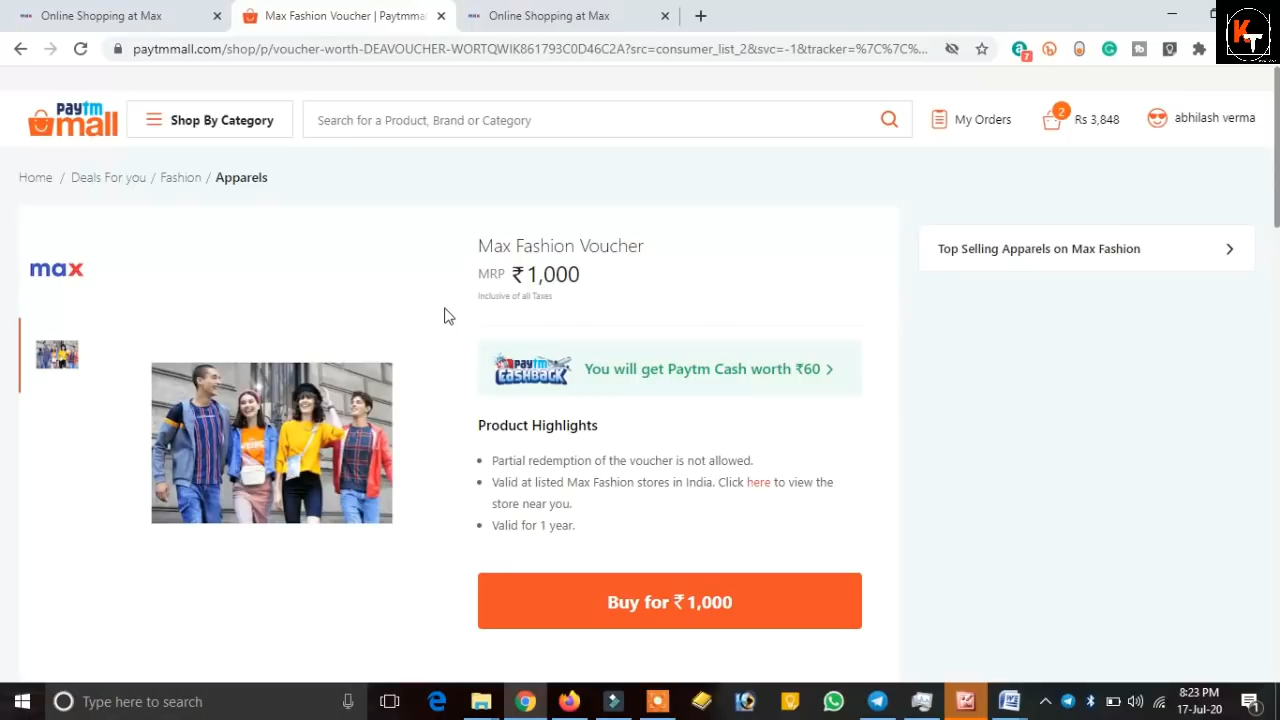 Online Shopping at Max
Max Fashion Voucher | Paytmma
Online Shopping at Max
paytmmall.com/shop/p/voucher-worth-DEAVOUCHER-WORTQWIK861793C0D46C2A?src=consumer_list_2&svc=-1&tracker=%7C%7C%...
7
KT
paytm mall
Shop By Category
Search for a Product, Brand or Category
My Orders
2
Rs 3,848
abhilash verma
Home / Deals For you / Fashion / Apparels
max
Max Fashion Voucher
MRP ₹1,000
Inclusive of all Taxes
Top Selling Apparels on Max Fashion
paytm CASHBACK
You will get Paytm Cash worth ₹60
Product Highlights
• Partial redemption of the voucher is not allowed.
• Valid at listed Max Fashion stores in India. Click here to view the
store near you.
• Valid for 1 year.
Buy for ₹1,000
Type here to search
8:23 PM
17-Jul-20
1